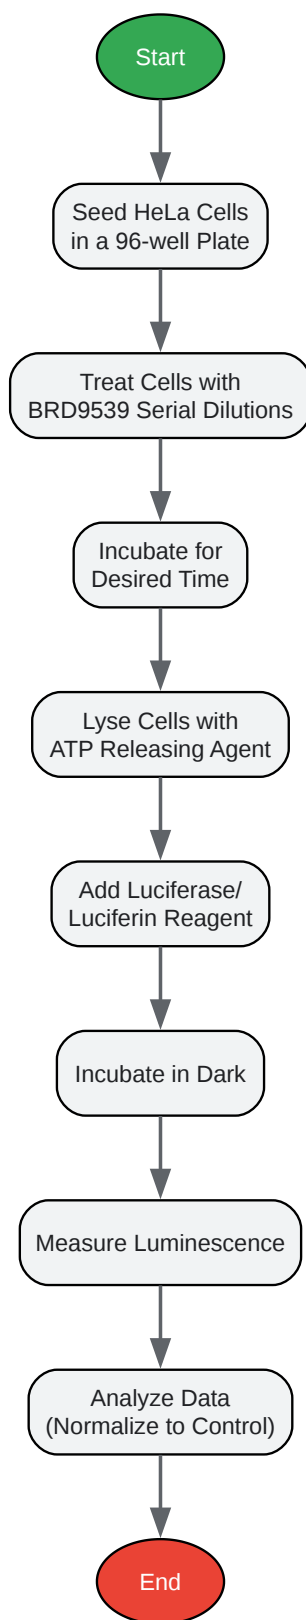 Start
Seed HeLa Cells
in a 96-well Plate
Treat Cells with
BRD9539 Serial Dilutions
Incubate for
Desired Time
Lyse Cells with
ATP Releasing Agent
Add Luciferase/
Luciferin Reagent
Incubate in Dark
Measure Luminescence
Analyze Data
(Normalize to Control)
End